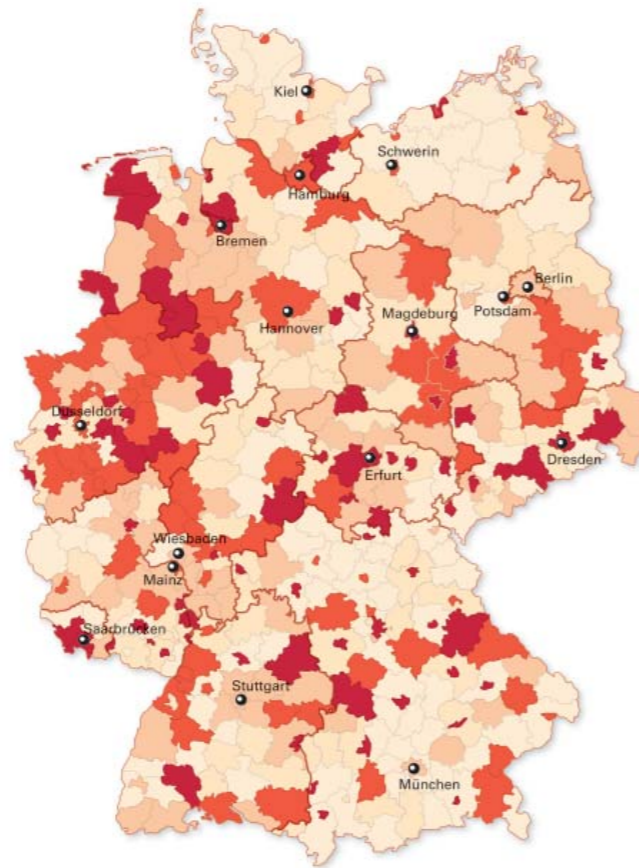 Kiel
Schwerin
Hamburg
Bremen
Berlin
Potsdam
Hannover
Magdeburg
Düsseldorf
Erfurt
Dresden
Wiesbaden
Mainz
Saarbrücken
Stuttgart
München